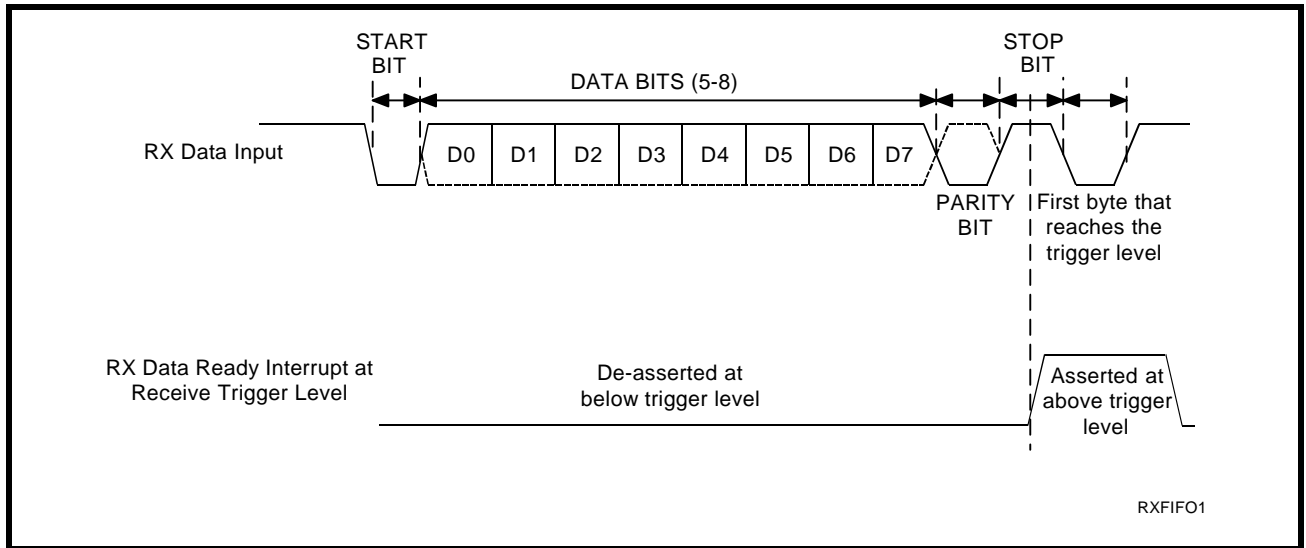 START
BIT
STOP
BIT
DATA BITS (5-8)
RX Data Input
D0 D1 D2 D3 D4 D5 D6 D7
PARITY
BIT
First byte that
reaches the
trigger level
RX Data Ready Interrupt at
Receive Trigger Level
De-asserted at
below trigger level
Asserted at
above trigger
level
RXFIFO1